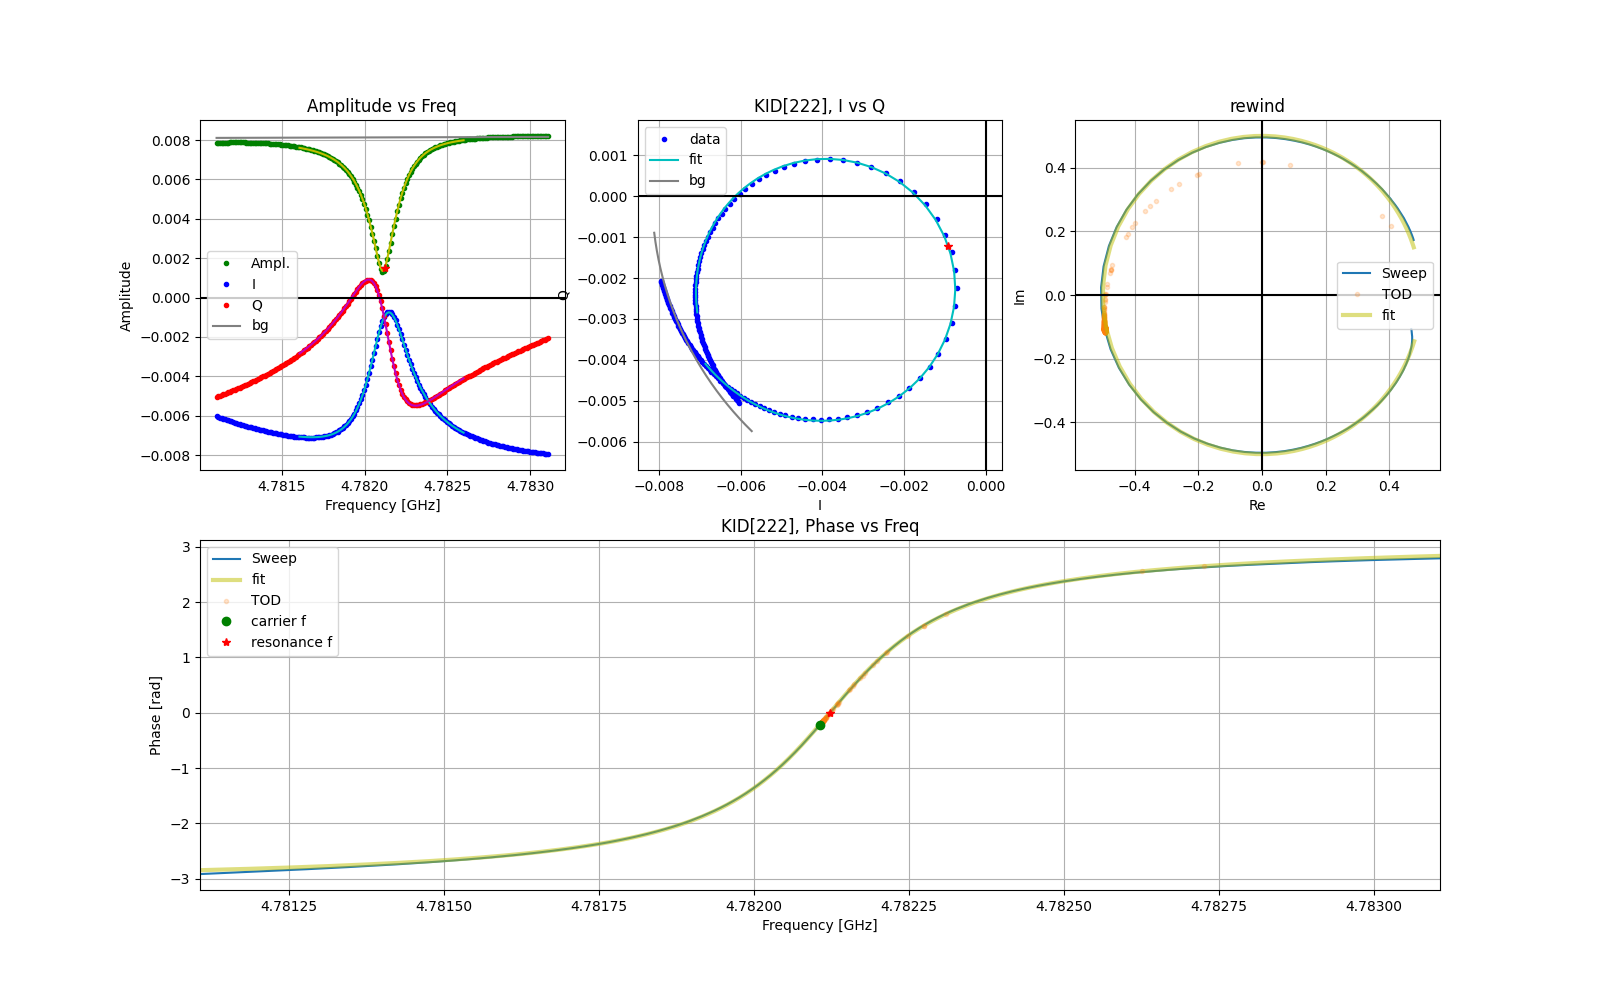 Amplitude vs Freq
Amplitude
0.008
0.006
0.004
0.002
0.000
−0.002
−0.004
−0.006
−0.008
Ampl.
I
Q
bg
4.7815
4.7820
4.7825
4.7830
Frequency [GHz]
KID[222], I vs Q
Q
0.001
0.000
−0.001
−0.002
−0.003
−0.004
−0.005
−0.006
data
fit
bg
−0.008
−0.006
−0.004
−0.002
0.000
I
rewind
Im
0.4
0.2
0.0
−0.2
−0.4
Sweep
TOD
fit
−0.4
−0.2
0.0
0.2
0.4
Re
KID[222], Phase vs Freq
Phase [rad]
3
2
1
0
−1
−2
−3
Sweep
fit
TOD
carrier f
resonance f
4.78125
4.78150
4.78175
4.78200
4.78225
4.78250
4.78275
4.78300
Frequency [GHz]